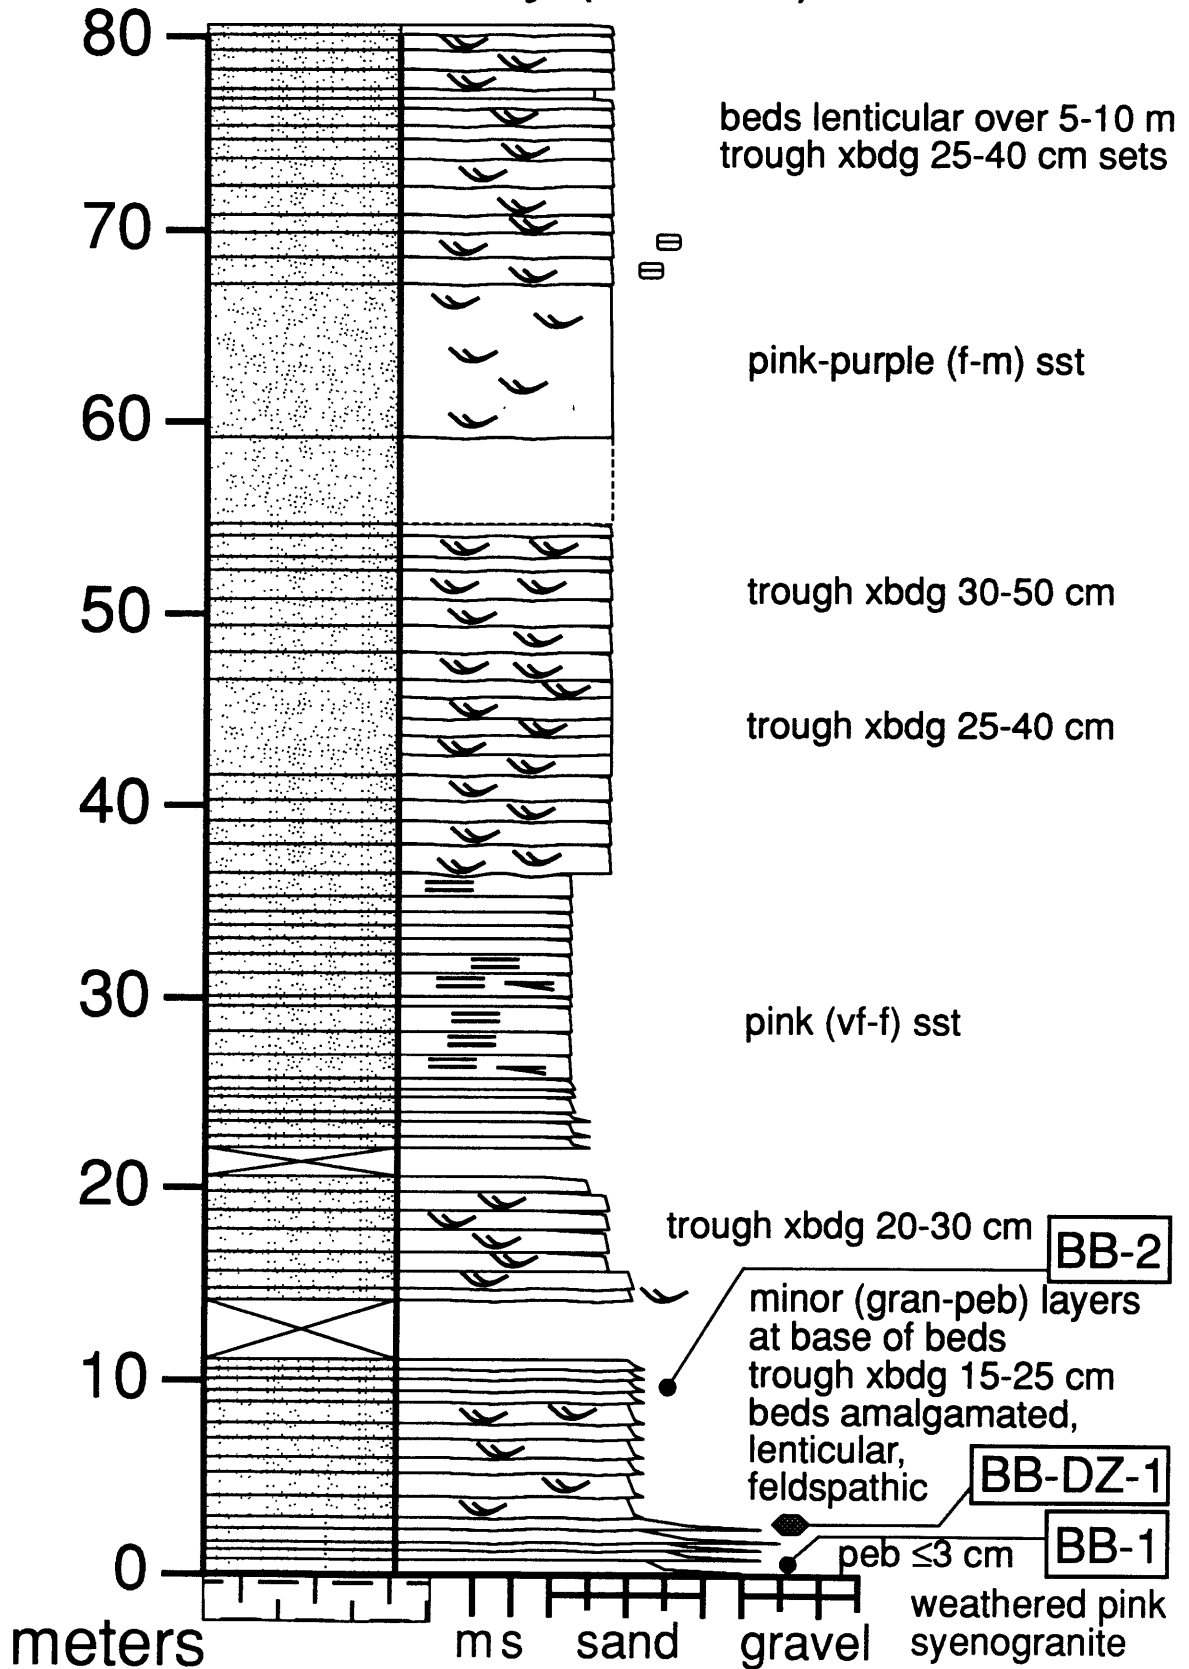 80
beds lenticular over 5-10 m
trough xbdg 25-40 cm sets
70
pink-purple (f-m) sst
60
trough xbdg 30-50 cm
50
trough xbdg 25-40 cm
40
30
pink (vf-f) sst
20
trough xbdg 20-30 cm
BB-2
minor (gran-peb) layers
at base of beds
10
trough xbdg 15-25 cm
beds amalgamated,
lenticular,
feldspathic
BB-DZ-1
BB-1
peb ≤3 cm
0
weathered pink
syenogranite
meters
m s
sand
gravel